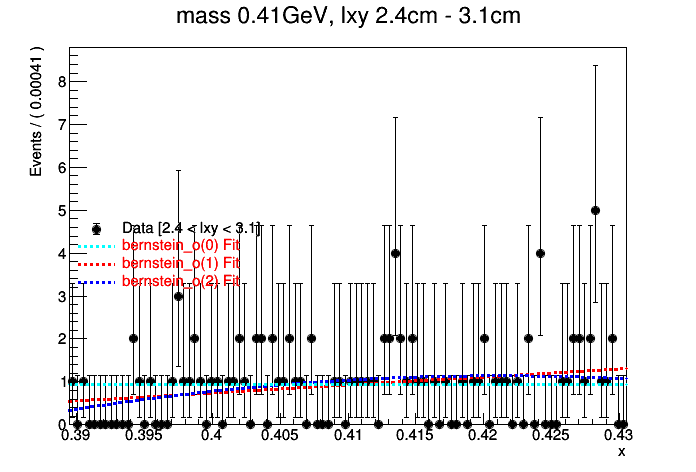 mass 0.41GeV, lxy 2.4cm - 3.1cm
Events / ( 0.00041 )
8
7
6
5
4
3
2
1
0
Data [2.4 < lxy < 3.1]
bernstein_o(0) Fit
bernstein_o(1) Fit
bernstein_o(2) Fit
0.39 0.395 0.4 0.405 0.41 0.415 0.42 0.425 0.43
x